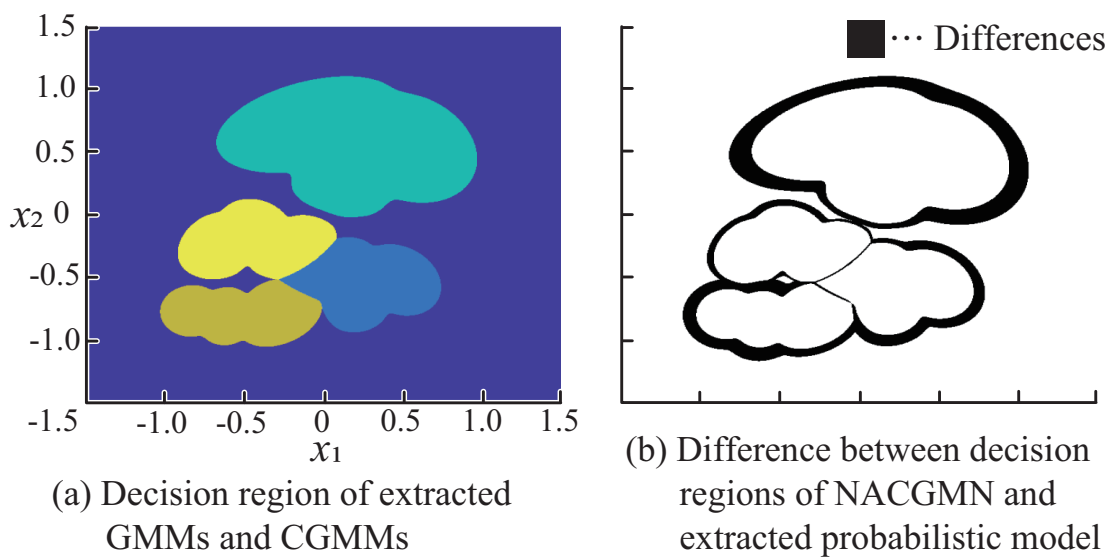 1.5
1.0
0.5
x2 0
-0.5
-1.0
-1.5 -1.0 -0.5 0 0.5 1.0 1.5
x1
(a) Decision region of extracted
GMMs and CGMMs
··· Differences
(b) Difference between decision
regions of NACGMN and
extracted probabilistic model